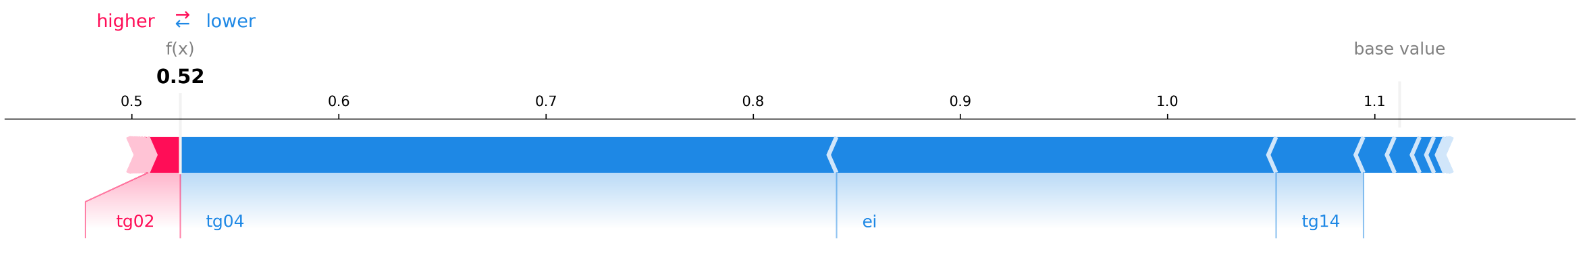 higher ⇄ lower
f(x)
base value
0.52
0.5 0.6 0.7 0.8 0.9 1.0 1.1
tg02 tg04 ei tg14